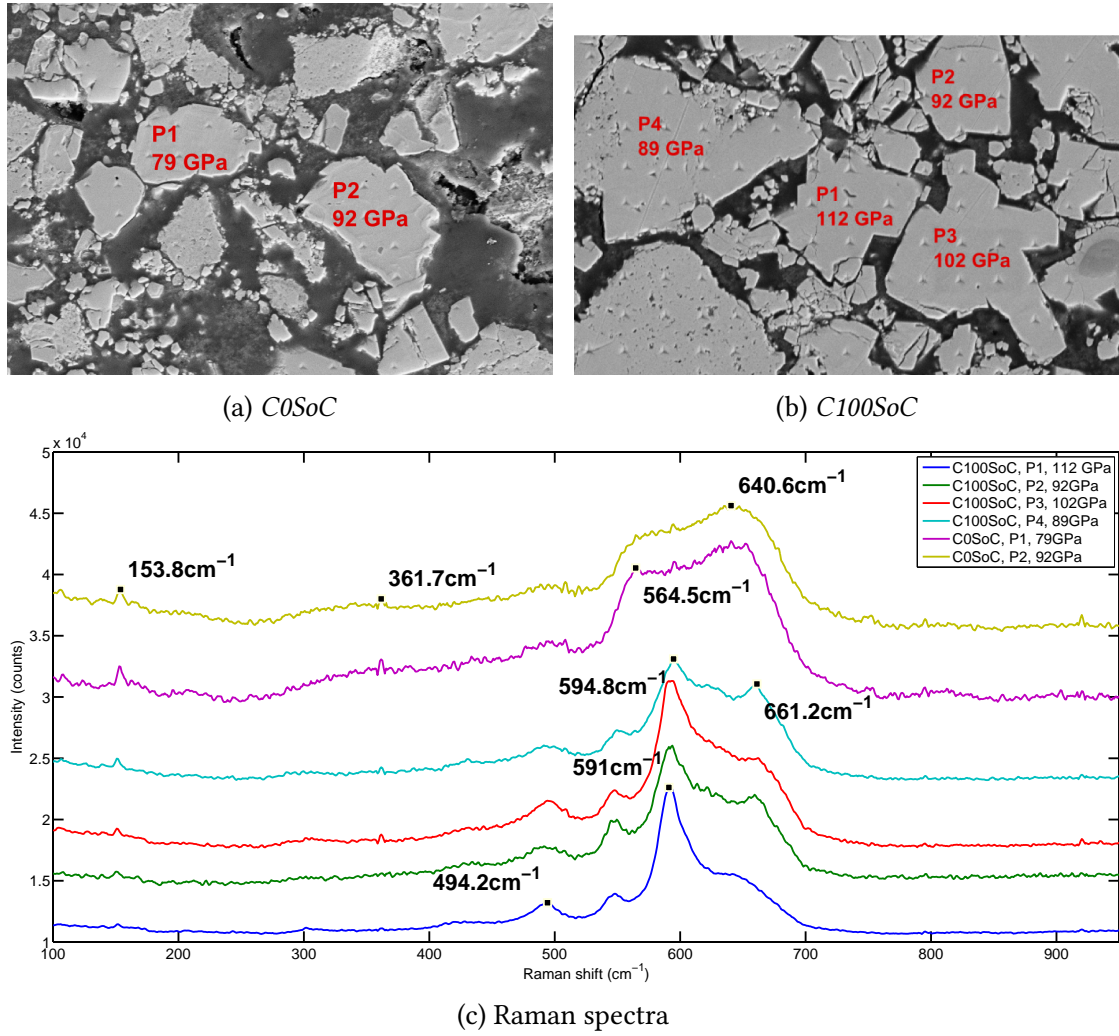 P1
79 GPa
P2
92 GPa
(a) C0SoC
P2
92 GPa
P4
89 GPa
P1
112 GPa
P3
102 GPa
(b) C100SoC
x 10⁴
5
4.5
4
3.5
3
2.5
2
1.5
1
Intensity (counts)
153.8cm⁻¹
361.7cm⁻¹
640.6cm⁻¹
564.5cm⁻¹
594.8cm⁻¹
661.2cm⁻¹
591cm⁻¹
494.2cm⁻¹
C100SoC, P1, 112 GPa
C100SoC, P2, 92GPa
C100SoC, P3, 102GPa
C100SoC, P4, 89GPa
C0SoC, P1, 79GPa
C0SoC, P2, 92GPa
100 200 300 400 500 600 700 800 900
Raman shift (cm⁻¹)
(c) Raman spectra